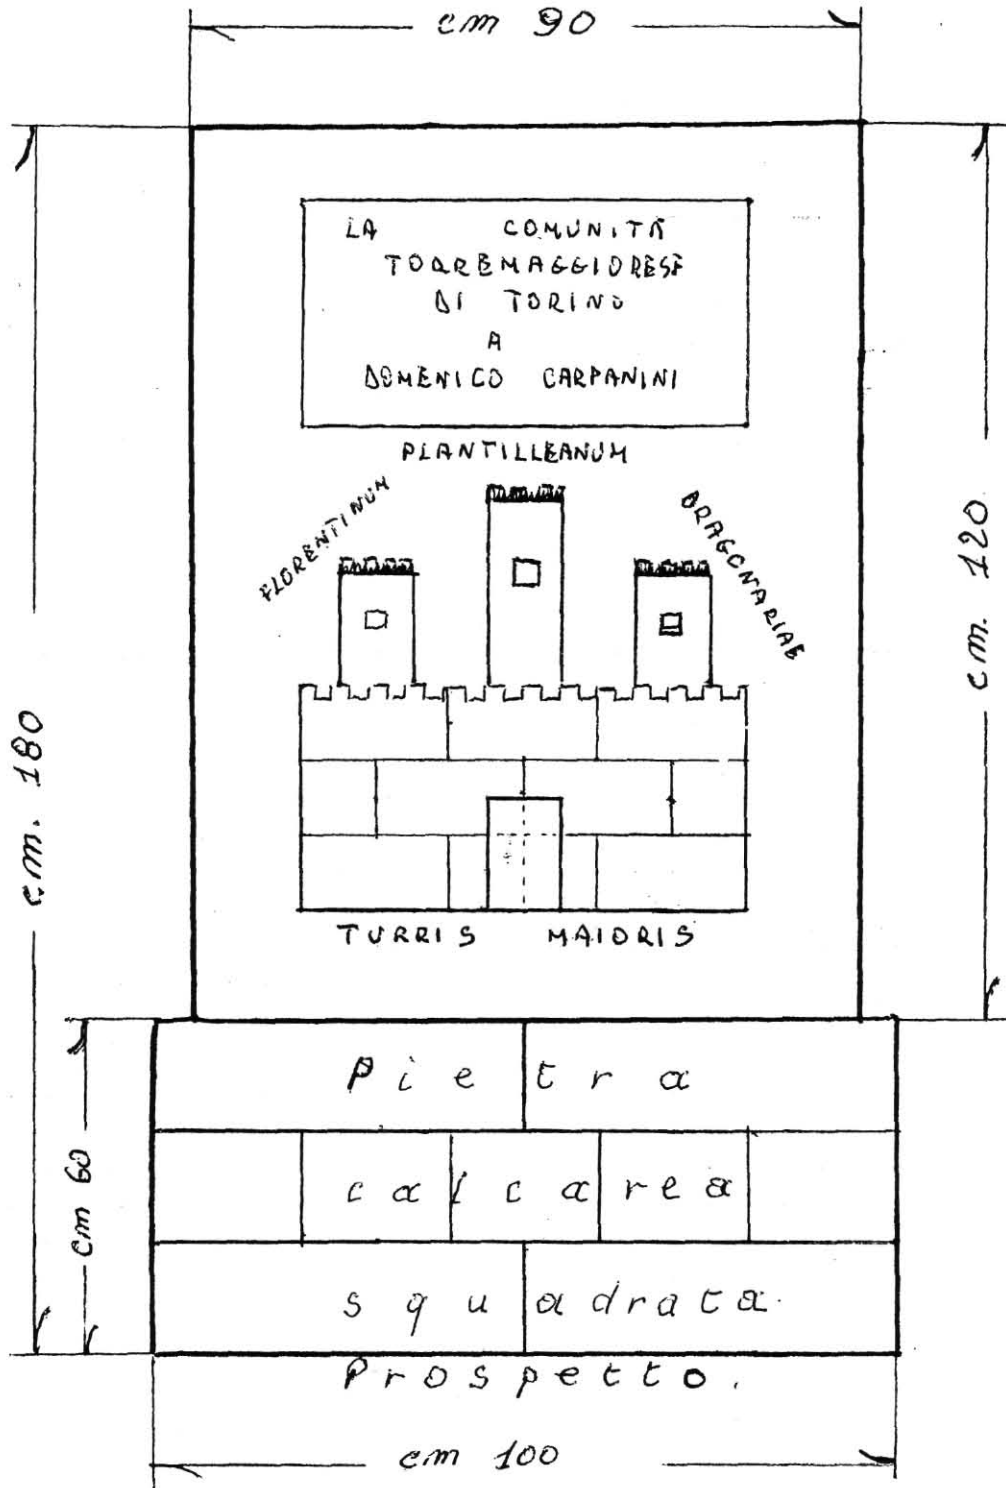 cm 90
LA COMUNITÀ
TORREMAGGIORESE
DI TORINO
A
DOMENICO CARPANINI
PLANTILLEANUM
FLORENTINUM
DRAGONARIAE
cm. 120
cm. 180
TURRIS MAIORIS
cm 60
Pietra
calcarea
squadrata.
Prospetto.
cm 100